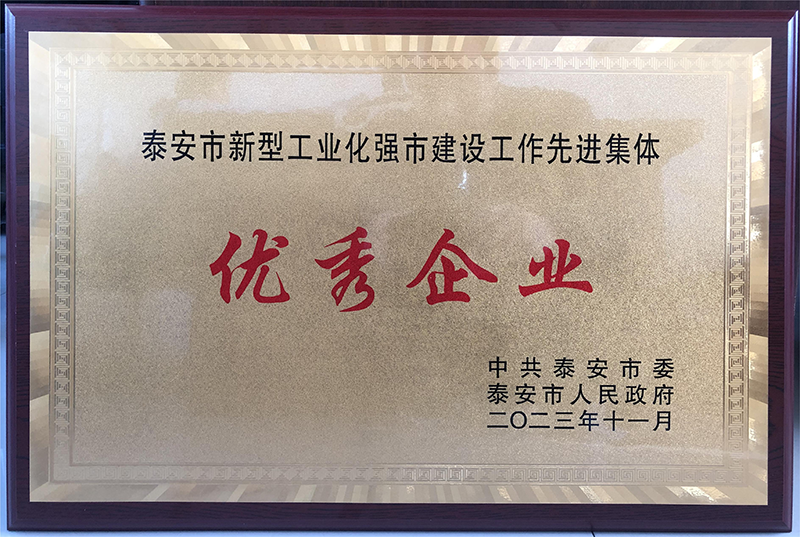 泰安市新型工业化强市建设工作先进集体
优秀企业
中共泰安市委
泰安市人民政府
二〇二三年十一月